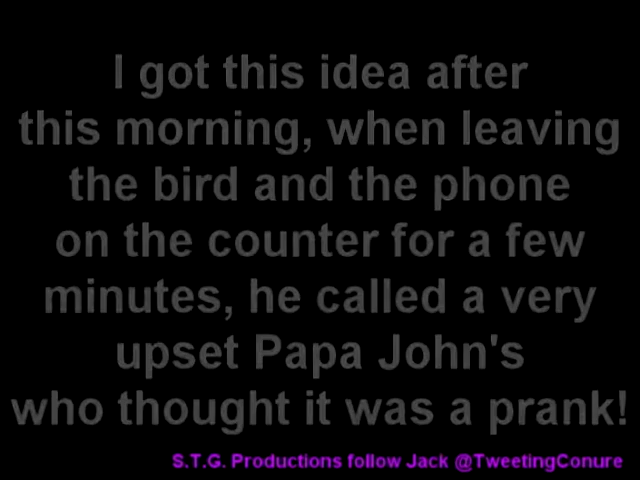 I got this idea after
this morning, when leaving
the bird and the phone
on the counter for a few
minutes, he called a very
upset Papa John's
who thought it was a prank!
S.T.G. Productions follow Jack @TweetingConure